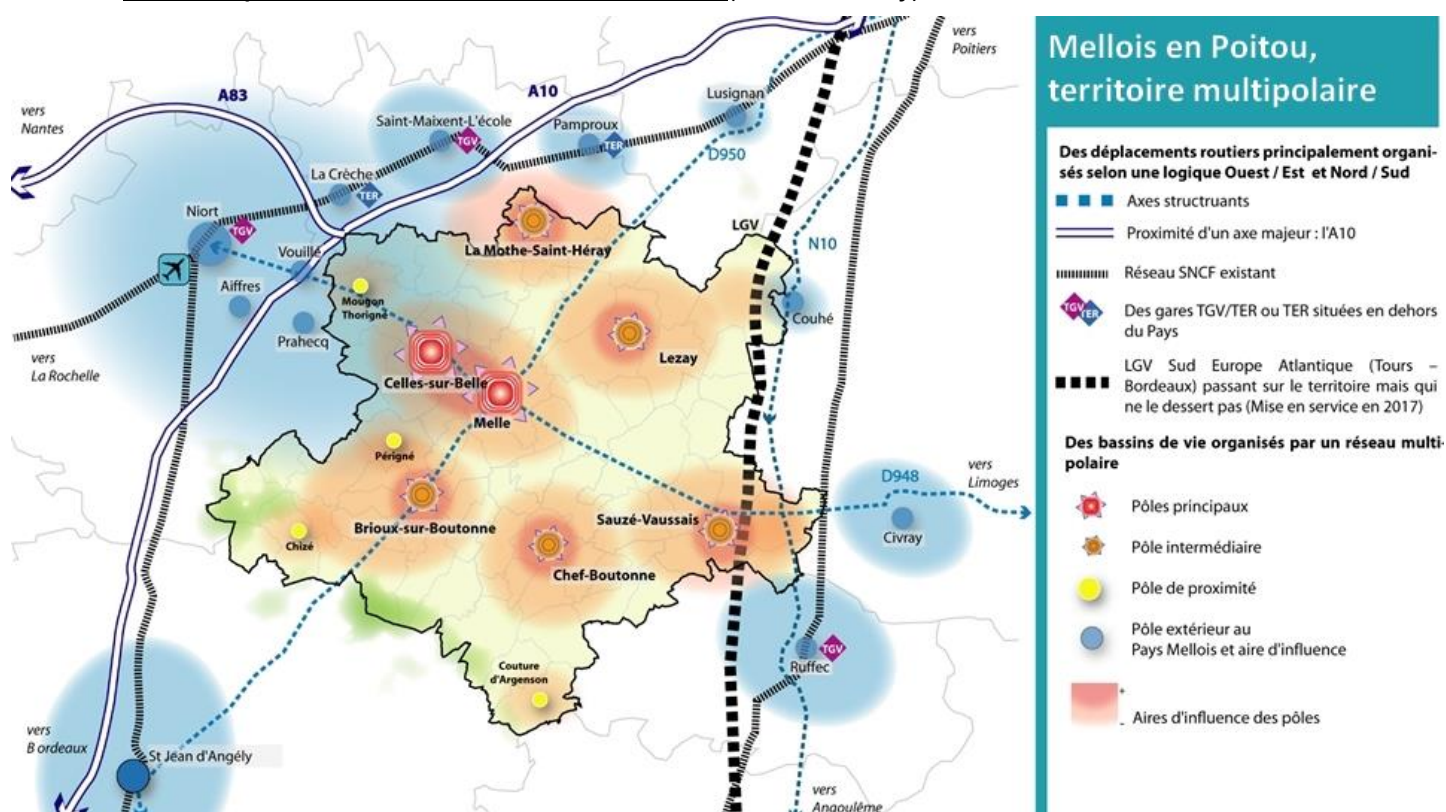 Mellois en Poitou,
territoire multipolaire
Des déplacements routiers principalement organi-
sés selon une logique Ouest / Est et Nord / Sud
Axes structruants
Proximité d'un axe majeur : l'A10
Réseau SNCF existant
TGV
TER
Des gares TGV/TER ou TER situées en dehors
du Pays
LGV Sud Europe Atlantique (Tours –
Bordeaux) passant sur le territoire mais qui
ne le dessert pas (Mise en service en 2017)
Des bassins de vie organisés par un réseau multi-
polaire
Pôles principaux
Pôle intermédiaire
Pôle de proximité
Pôle extérieur au
Pays Mellois et aire d'influence
+
-
Aires d'influence des pôles
vers
Poitiers
vers
Nantes
A83
A10
Lusignan
Saint-Maixent-L'école
TGV
Pamproux
TER
D950
La Crèche
TER
Niort
TGV
LGV
N10
La Mothe-Saint-Héray
Vouillé
Aiffres
Mougon
Thorigné
Couhé
Prahecq
vers
La Rochelle
Lezay
Celles-sur-Belle
Melle
Périgné
D948
vers
Limoges
Brioux-sur-Boutonne
Sauzé-Vaussais
Civray
Chizé
Chef-Boutonne
Couture
d'Argenson
TGV
Ruffec
vers
B ordeaux
St Jean d'Angély
vers
Angoulême